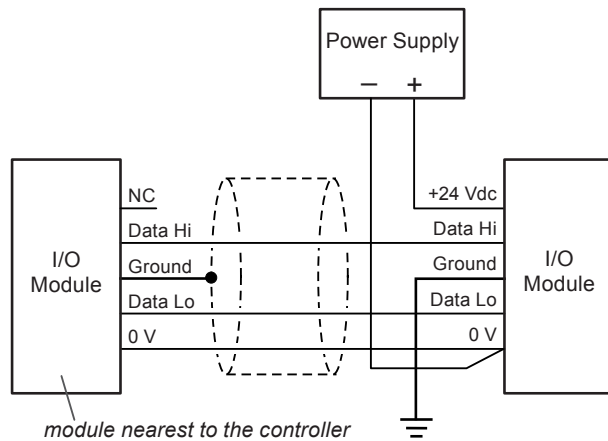 Power Supply
− +
I/O
Module
NC
Data Hi
Ground
Data Lo
0 V
+24 Vdc
Data Hi
Ground
Data Lo
0 V
I/O
Module
module nearest to the controller